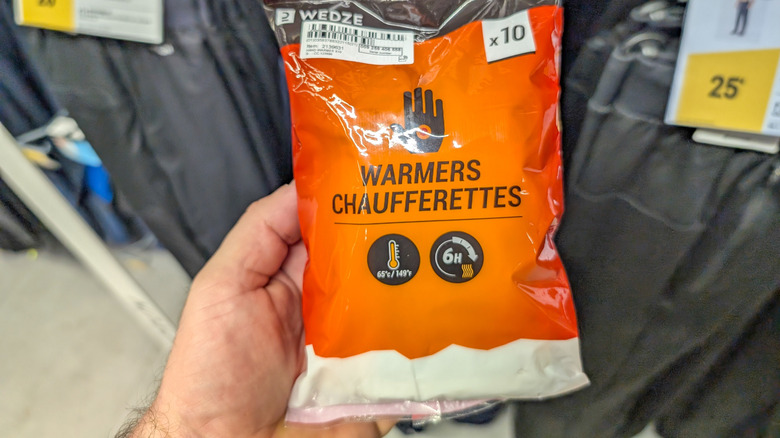 WEDZE
x10
WARMERS
CHAUFFERETTES
65°c / 149°F
6H
25€